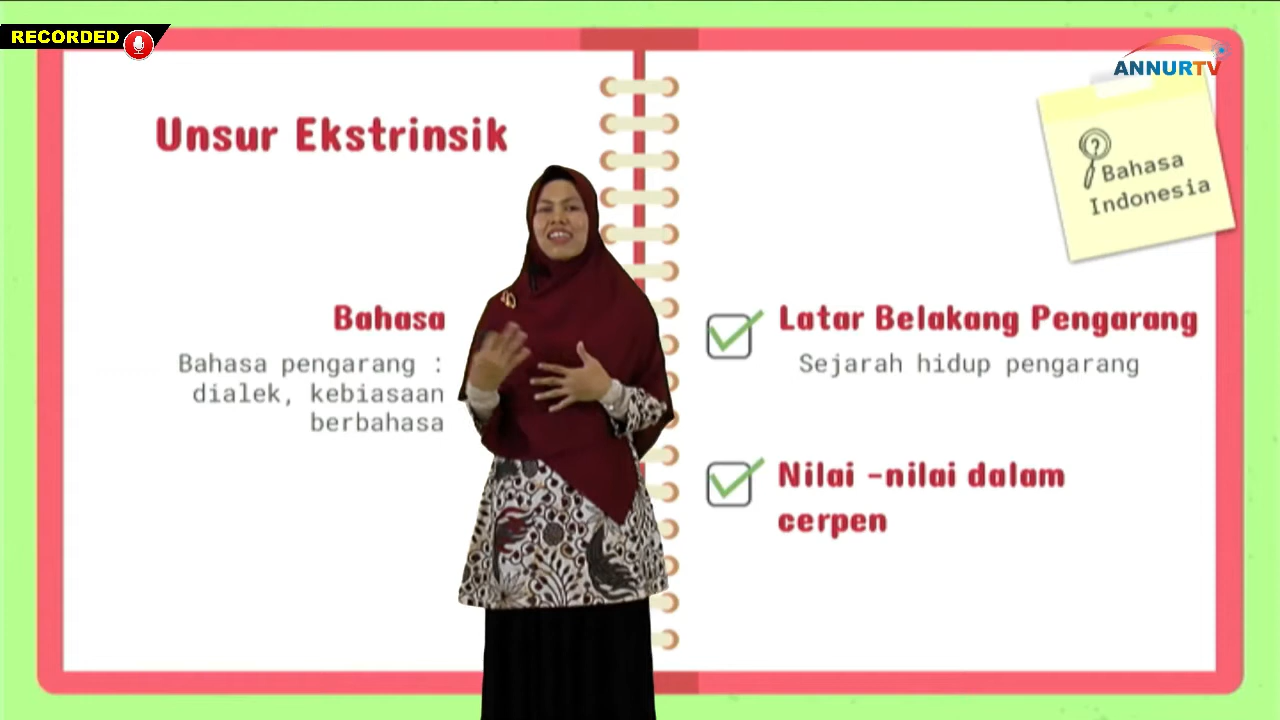 RECORDED
ANNURTV
Bahasa
Indonesia
Unsur Ekstrinsik
Bahasa
Bahasa pengarang :
dialek, kebiasaan
berbahasa
Latar Belakang Pengarang
Sejarah hidup pengarang
Nilai -nilai dalam
cerpen